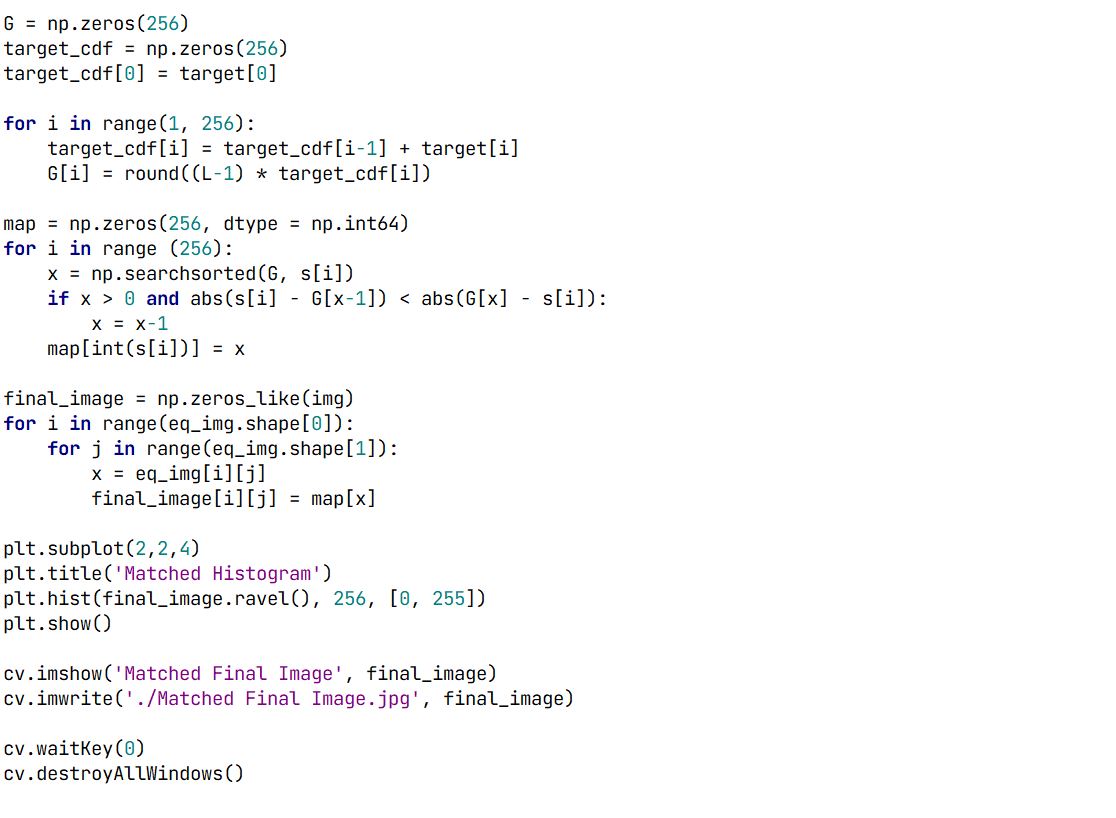 G = np.zeros(256)
target_cdf = np.zeros(256)
target_cdf[0] = target[0]

for i in range(1, 256):
    target_cdf[i] = target_cdf[i-1] + target[i]
    G[i] = round((L-1) * target_cdf[i])

map = np.zeros(256, dtype = np.int64)
for i in range (256):
    x = np.searchsorted(G, s[i])
    if x > 0 and abs(s[i] - G[x-1]) < abs(G[x] - s[i]):
        x = x-1
    map[int(s[i])] = x

final_image = np.zeros_like(img)
for i in range(eq_img.shape[0]):
    for j in range(eq_img.shape[1]):
        x = eq_img[i][j]
        final_image[i][j] = map[x]

plt.subplot(2,2,4)
plt.title('Matched Histogram')
plt.hist(final_image.ravel(), 256, [0, 255])
plt.show()

cv.imshow('Matched Final Image', final_image)
cv.imwrite('./Matched Final Image.jpg', final_image)

cv.waitKey(0)
cv.destroyAllWindows()